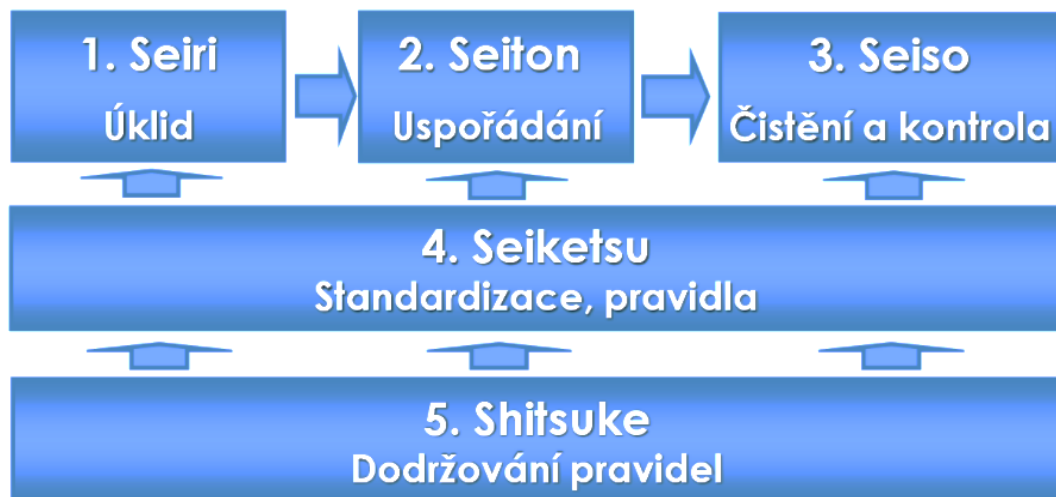 1. Seiri
Úklid
2. Seiton
Uspořádání
3. Seiso
Čistění a kontrola
4. Seiketsu
Standardizace, pravidla
5. Shitsuke
Dodržování pravidel